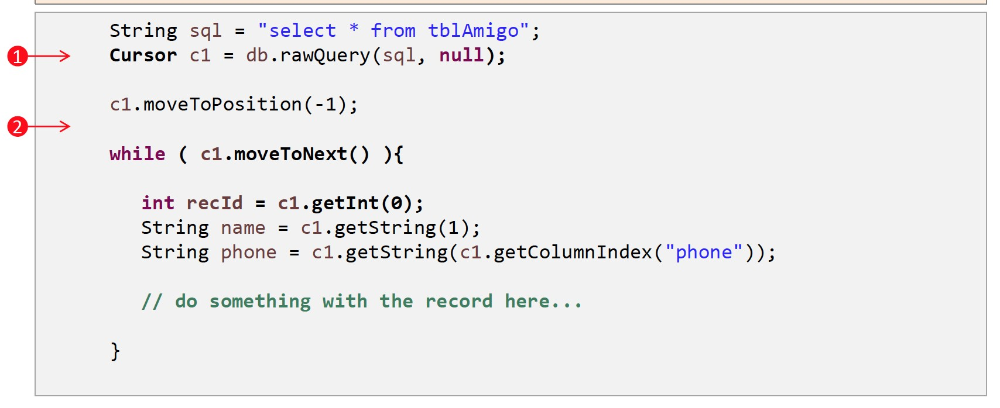 String sql = "select * from tblAmigo";
1 Cursor c1 = db.rawQuery(sql, null);
c1.moveToPosition(-1);
2
while ( c1.moveToNext() ){
int recId = c1.getInt(0);
String name = c1.getString(1);
String phone = c1.getString(c1.getColumnIndex("phone"));
// do something with the record here...
}